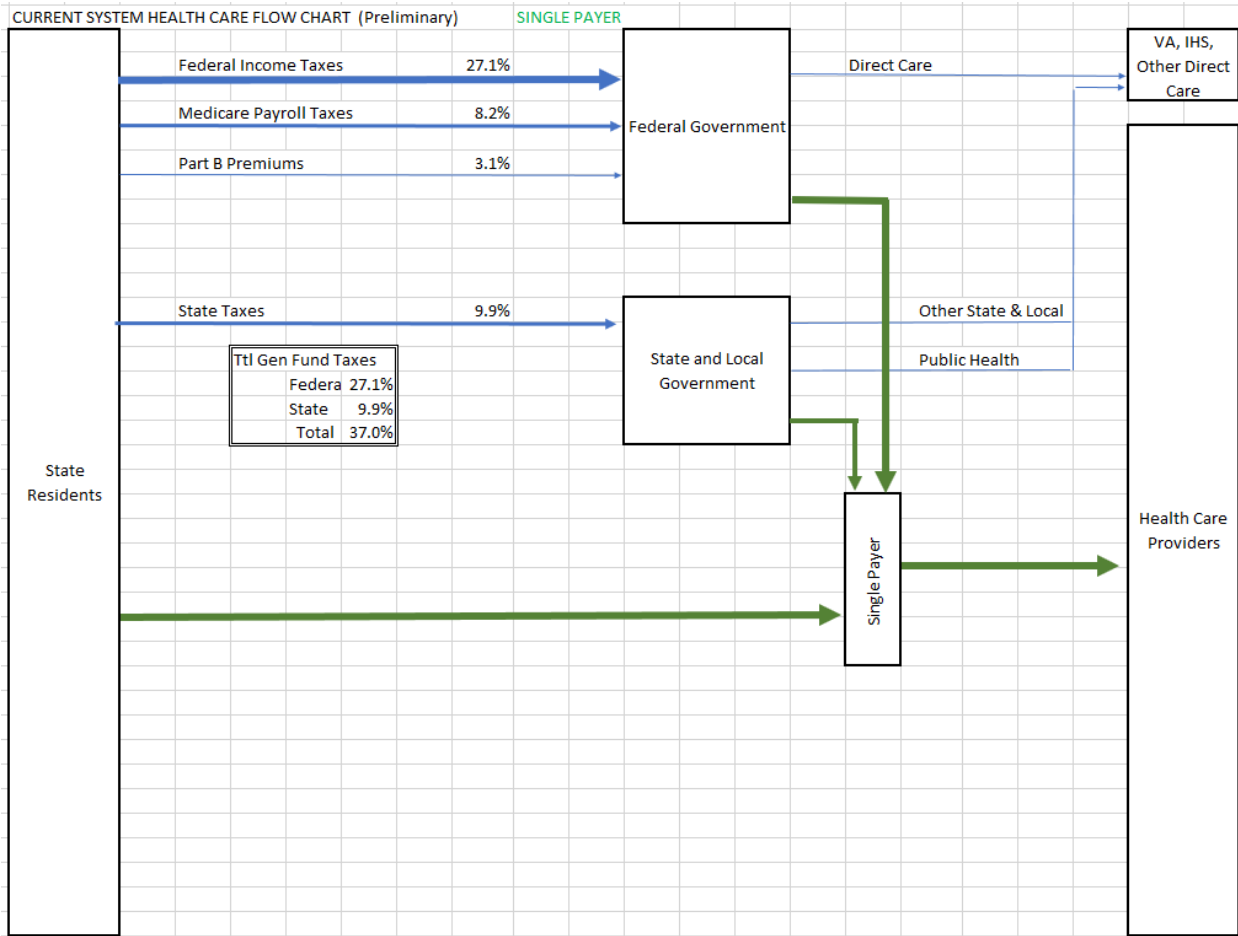 CURRENT SYSTEM HEALTH CARE FLOW CHART (Preliminary) SINGLE PAYER
Federal Income Taxes 27.1%
Medicare Payroll Taxes 8.2%
Part B Premiums 3.1%
Federal Government
Direct Care
VA, IHS,
Other Direct
Care
State Taxes 9.9%
Ttl Gen Fund Taxes
Federa 27.1%
State 9.9%
Total 37.0%
State and Local
Government
Other State & Local
Public Health
State
Residents
Single Payer
Health Care
Providers